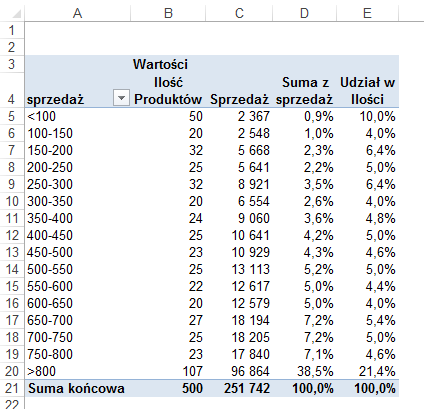 A B C D E
1
2
3 Wartości
Ilość Suma z Udział w
4 sprzedaż Produktów Sprzedaż sprzedaż Ilości
5 <100 50 2 367 0,9% 10,0%
6 100-150 20 2 548 1,0% 4,0%
7 150-200 32 5 668 2,3% 6,4%
8 200-250 25 5 641 2,2% 5,0%
9 250-300 32 8 921 3,5% 6,4%
10 300-350 20 6 554 2,6% 4,0%
11 350-400 24 9 060 3,6% 4,8%
12 400-450 25 10 641 4,2% 5,0%
13 450-500 23 10 929 4,3% 4,6%
14 500-550 25 13 113 5,2% 5,0%
15 550-600 22 12 617 5,0% 4,4%
16 600-650 20 12 579 5,0% 4,0%
17 650-700 27 18 194 7,2% 5,4%
18 700-750 25 18 205 7,2% 5,0%
19 750-800 23 17 840 7,1% 4,6%
20 >800 107 96 864 38,5% 21,4%
21 Suma końcowa 500 251 742 100,0% 100,0%
22